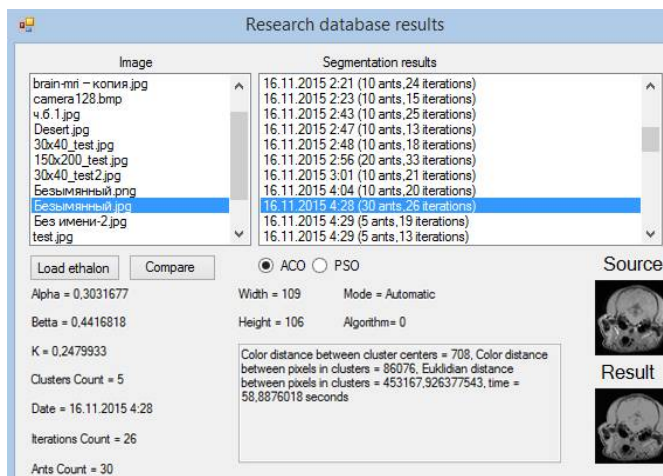 Research database results
Image
Segmentation results
brain-mri – копия.jpg
camera128.bmp
ч.б.1.jpg
Desert.jpg
30x40_test.jpg
150x200_test.jpg
30x40_test2.jpg
Безымянный.png
Безымянный.jpg
Без имени-2.jpg
test.jpg
16.11.2015 2:21 (10 ants,24 iterations)
16.11.2015 2:23 (10 ants,15 iterations)
16.11.2015 2:43 (10 ants,25 iterations)
16.11.2015 2:47 (10 ants,13 iterations)
16.11.2015 2:48 (10 ants,18 iterations)
16.11.2015 2:56 (20 ants,33 iterations)
16.11.2015 3:01 (10 ants,21 iterations)
16.11.2015 4:04 (10 ants,20 iterations)
16.11.2015 4:28 (30 ants,26 iterations)
16.11.2015 4:29 (5 ants,19 iterations)
16.11.2015 4:29 (5 ants,13 iterations)
Load ethalon
Compare
ACO
PSO
Source
Alpha = 0,3031677
Width = 109
Mode = Automatic
Betta = 0,4416818
Height = 106
Algorithm= 0
K = 0,2479933
Clusters Count = 5
Date = 16.11.2015 4:28
Iterations Count = 26
Ants Count = 30
Color distance between cluster centers = 708, Color distance
between pixels in clusters = 86076, Euklidian distance
between pixels in clusters = 453167,926377543, time =
58,8876018 seconds
Result